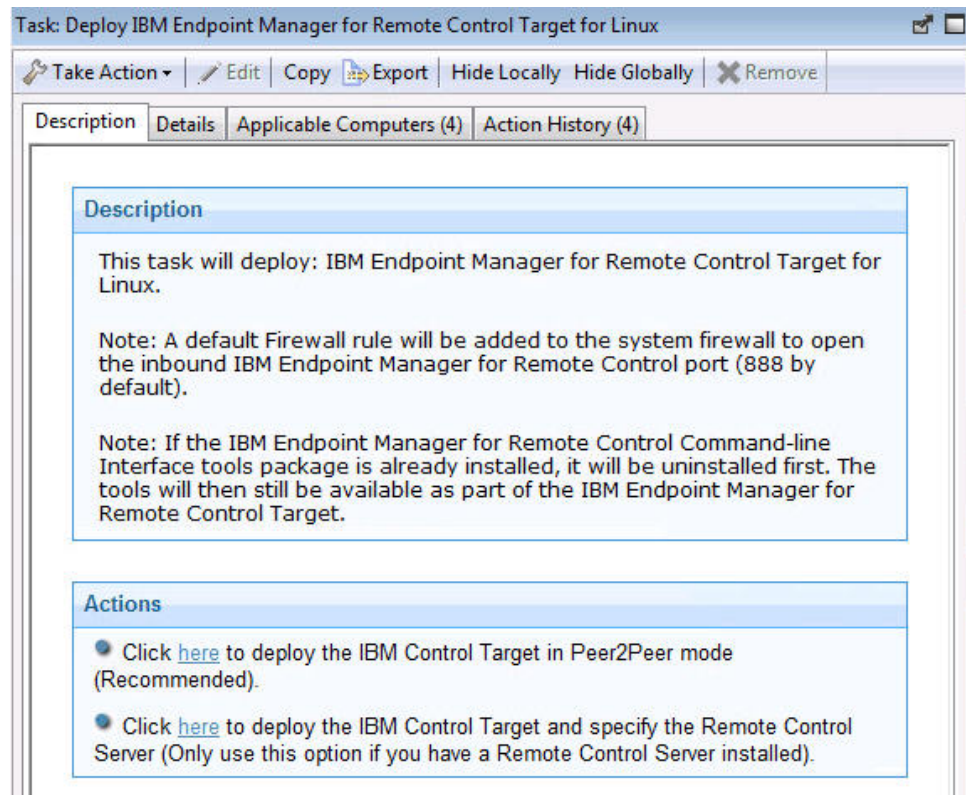 Task: Deploy IBM Endpoint Manager for Remote Control Target for Linux
Take Action Edit Copy Export Hide Locally Hide Globally Remove
Description Details Applicable Computers (4) Action History (4)
Description
This task will deploy: IBM Endpoint Manager for Remote Control Target for
Linux.
Note: A default Firewall rule will be added to the system firewall to open
the inbound IBM Endpoint Manager for Remote Control port (888 by
default).
Note: If the IBM Endpoint Manager for Remote Control Command-line
Interface tools package is already installed, it will be uninstalled first. The
tools will then still be available as part of the IBM Endpoint Manager for
Remote Control Target.
Actions
Click here to deploy the IBM Control Target in Peer2Peer mode
(Recommended).
Click here to deploy the IBM Control Target and specify the Remote Control
Server (Only use this option if you have a Remote Control Server installed).